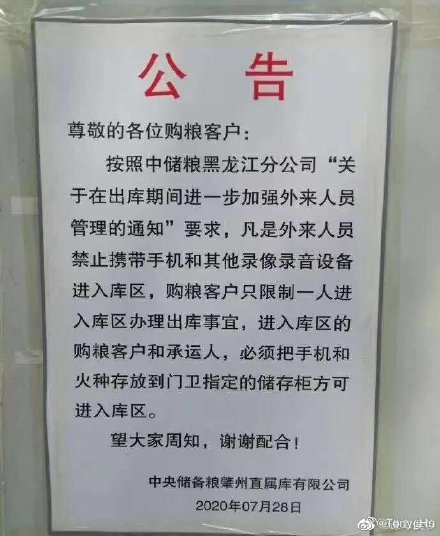 公 告
尊敬的各位购粮客户：
按照中储粮黑龙江分公司“关
于在出库期间进一步加强外来人员
管理的通知”要求，凡是外来人员
禁止携带手机和其他录像录音设备
进入库区，购粮客户只限制一人进
入库区办理出库事宜，进入库区的
购粮客户和承运人，必须把手机和
火种存放到门卫指定的储存柜方可
进入库区。
望大家周知，谢谢配合！
中央储备粮肇州直属库有限公司
2020年07月28日